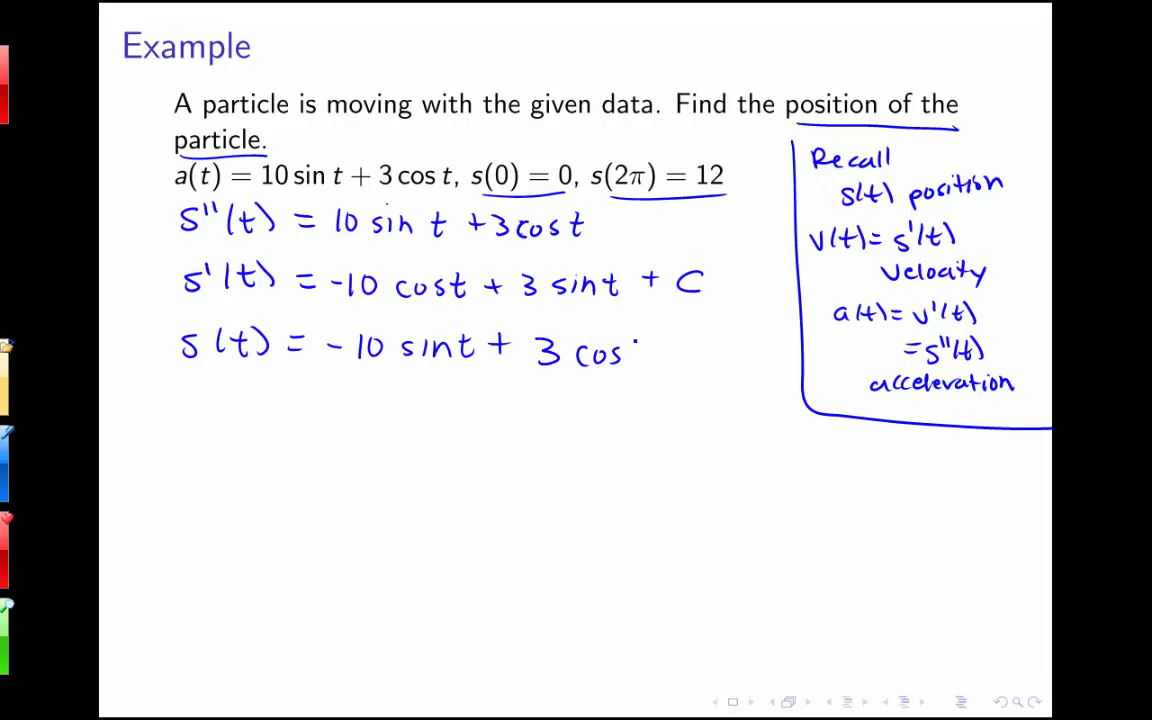 Example
A particle is moving with the given data. Find the position of the
particle.
a(t) = 10 sin t + 3 cos t, s(0) = 0, s(2π) = 12
s''(t) = 10 sin t + 3 cos t
s'(t) = -10 cos t + 3 sin t + C
s(t) = -10 sin t + 3 cos
Recall
s(t) position
v(t) = s'(t)
velocity
a(t) = v'(t)
= s''(t)
acceleration